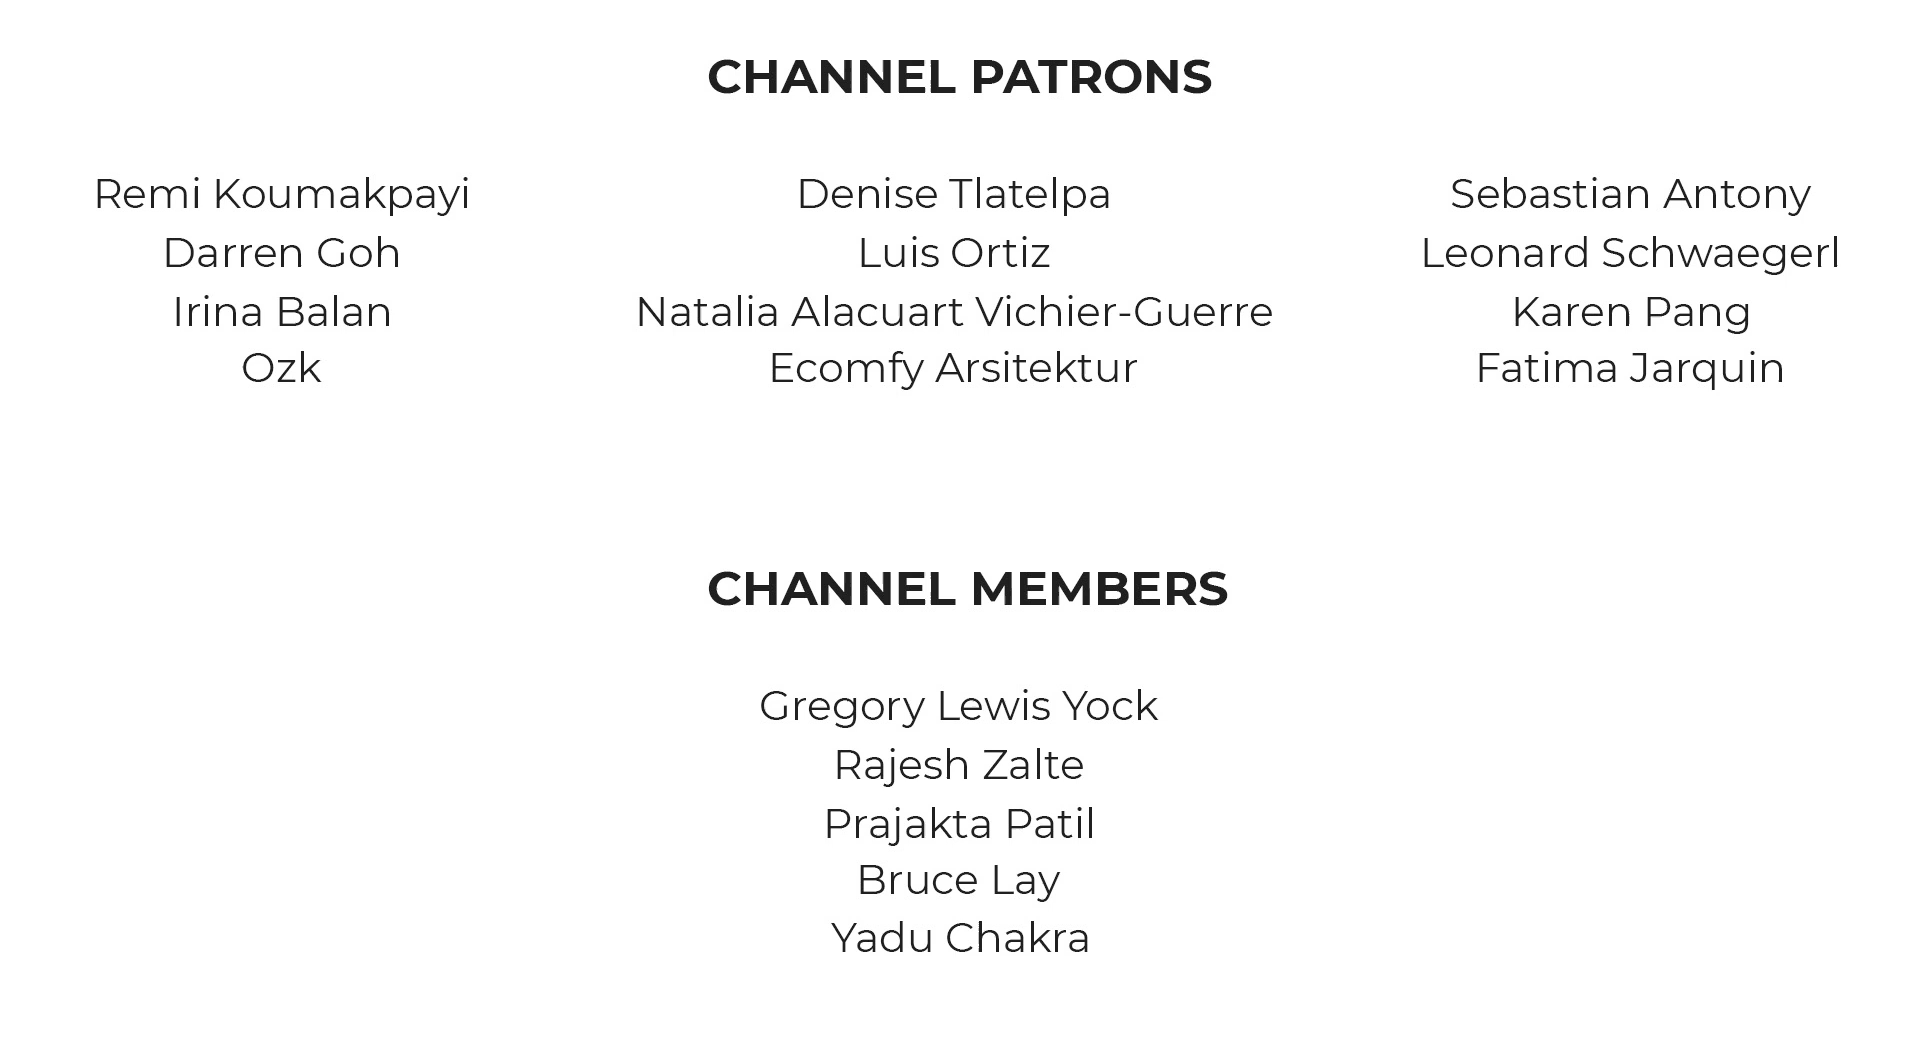 CHANNEL PATRONS
Remi Koumakpayi
Darren Goh
Irina Balan
Ozk
Denise Tlatelpa
Luis Ortiz
Natalia Alacuart Vichier-Guerre
Ecomfy Arsitektur
Sebastian Antony
Leonard Schwaegerl
Karen Pang
Fatima Jarquin
CHANNEL MEMBERS
Gregory Lewis Yock
Rajesh Zalte
Prajakta Patil
Bruce Lay
Yadu Chakra